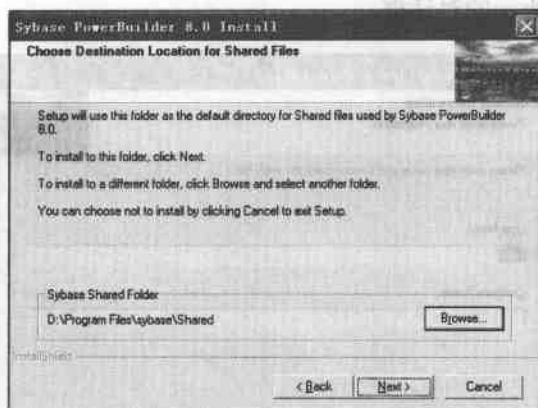 Sybase PowerBuilder 8.0 Install
Choose Destination Location for Shared Files
Setup will use this folder as the default directory for Shared files used by Sybase PowerBuilder
8.0.
To install to this folder, click Next.
To install to a different folder, click Browse and select another folder.
You can choose not to install by clicking Cancel to exit Setup.
Sybase Shared Folder
D:\Program Files\sybase\Shared
Browse...
InstallShield
< Back
Next >
Cancel